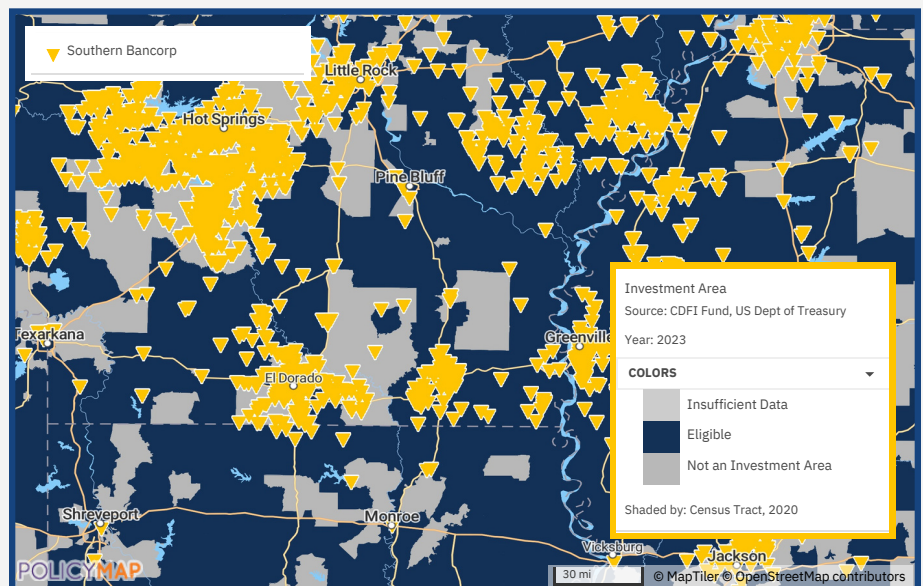 Southern Bancorp
Little Rock
Hot Springs
Pine Bluff
Investment Area
Source: CDFI Fund, US Dept of Treasury
Year: 2023
exarkana
Greenville
COLORS
El Dorado
Insufficient Data
Eligible
Not an Investment Area
Shaded by: Census Tract, 2020
Shreveport
Monroe
Vicksburg
Jackson
POLICYMAP
30 mi
© MapTiler © OpenStreetMap contributors